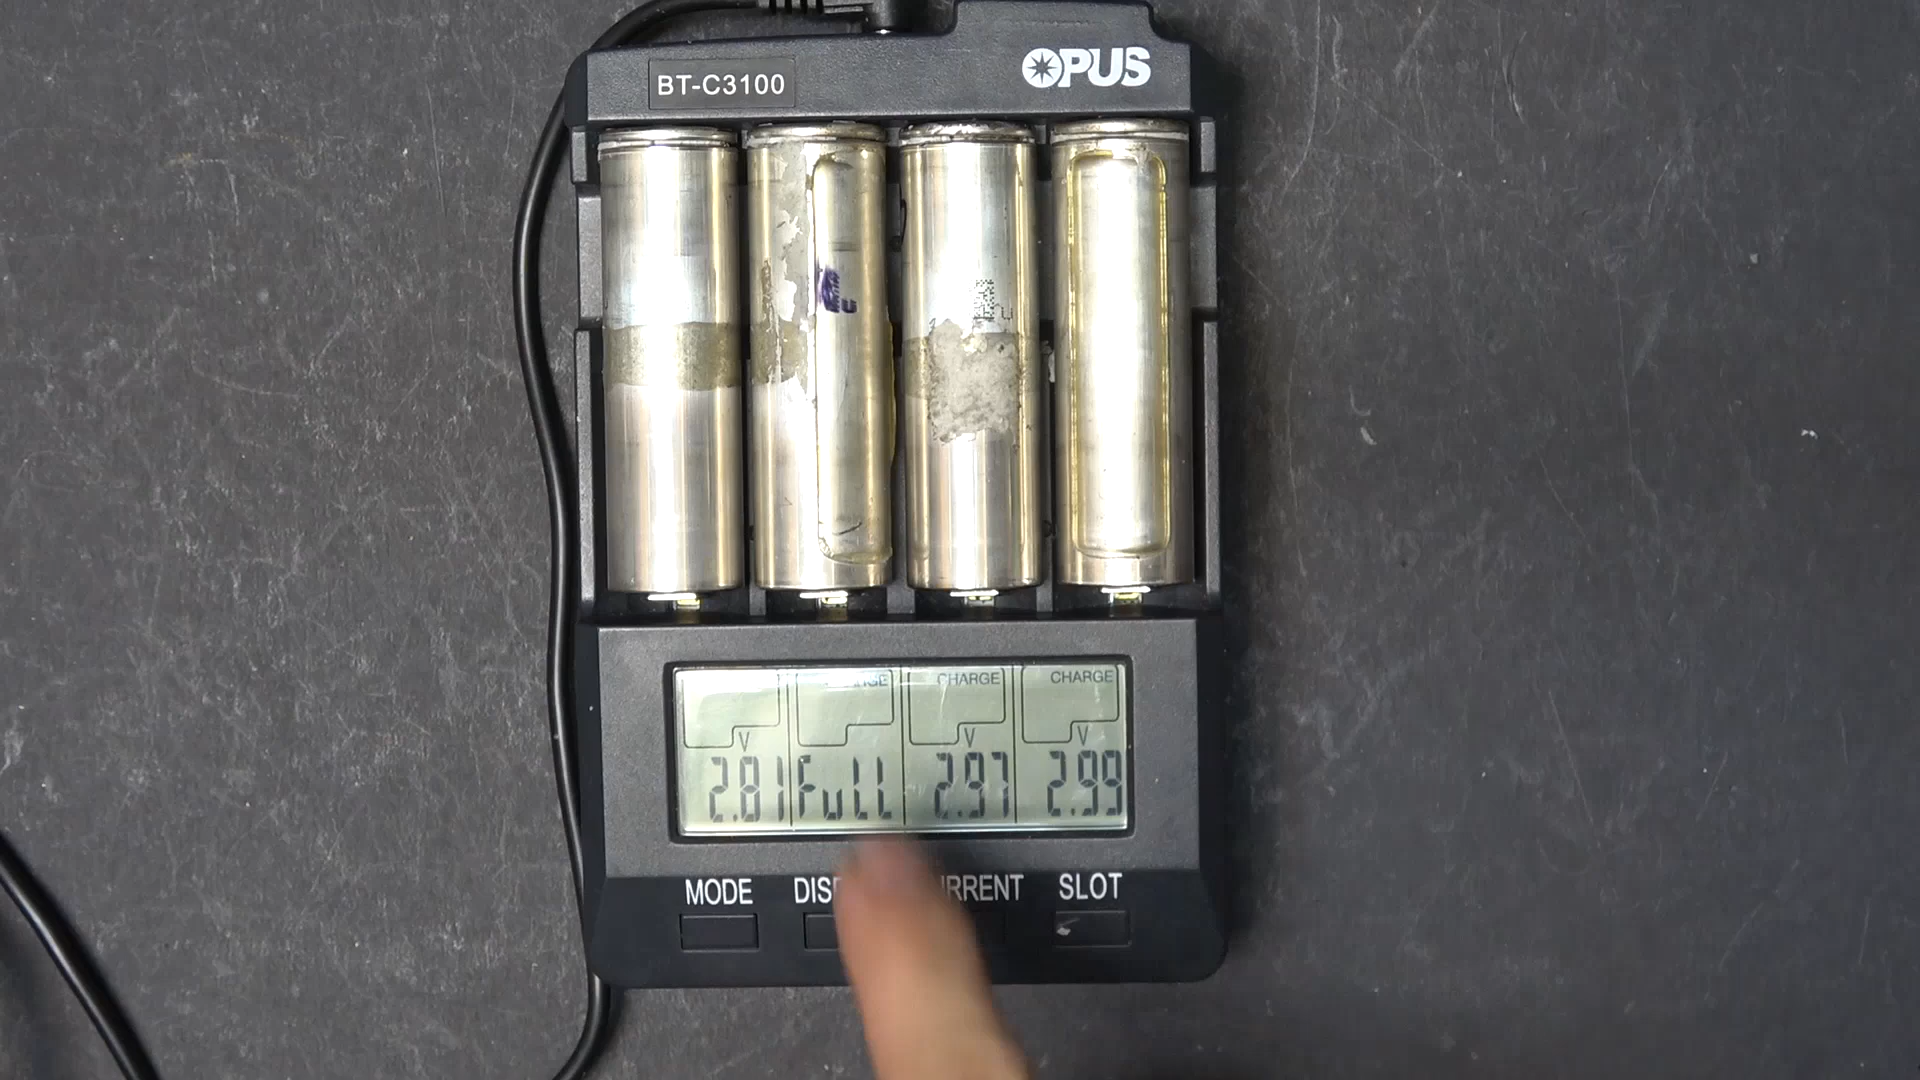 BT-C3100
OPUS
CHARGE CHARGE
V V V
2.81 Full 2.97 2.99
MODE SLOT